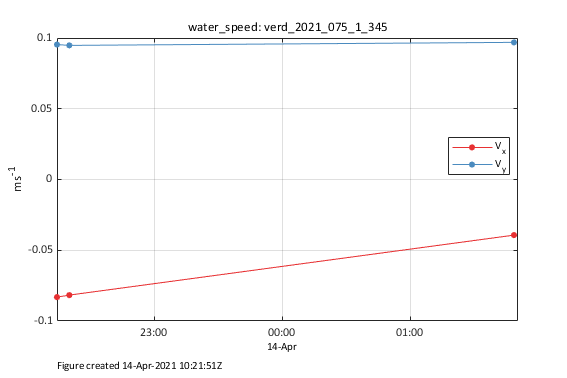 water_speed: verd_2021_075_1_345
0.1
0.05
0
-0.05
-0.1
ms-1
Vx
Vy
23:00 00:00 01:00
14-Apr
Figure created 14-Apr-2021 10:21:51Z